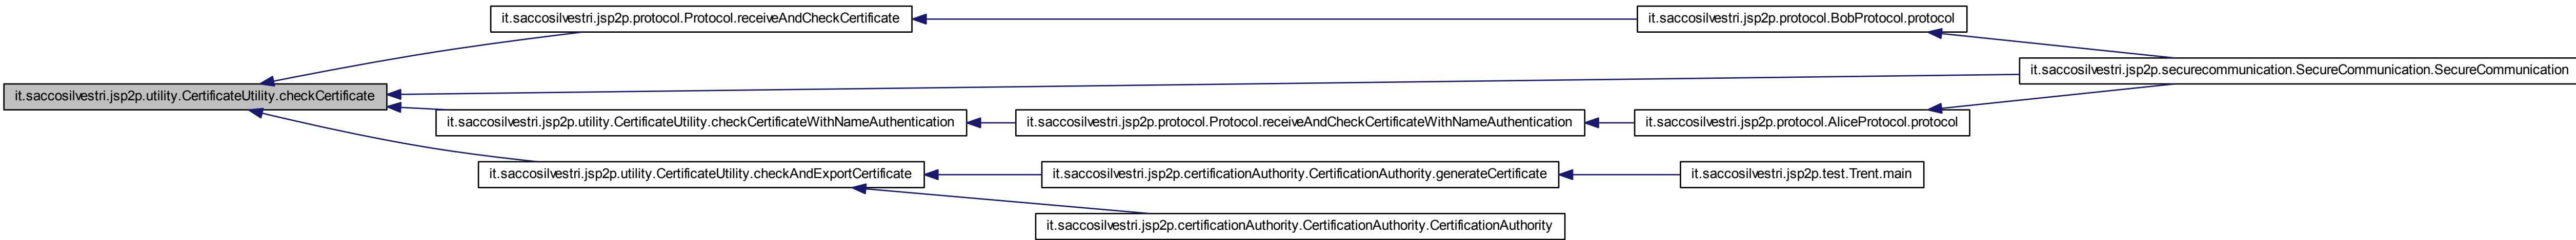 it.saccosilvestri.jsp2p.protocol.Protocol.receiveAndCheckCertificate
it.saccosilvestri.jsp2p.protocol.BobProtocol.protocol
it.saccosilvestri.jsp2p.securecommunication.SecureCommunication.SecureCommunication
it.saccosilvestri.jsp2p.utility.CertificateUtility.checkCertificate
it.saccosilvestri.jsp2p.utility.CertificateUtility.checkCertificateWithNameAuthentication
it.saccosilvestri.jsp2p.protocol.Protocol.receiveAndCheckCertificateWithNameAuthentication
it.saccosilvestri.jsp2p.protocol.AliceProtocol.protocol
it.saccosilvestri.jsp2p.utility.CertificateUtility.checkAndExportCertificate
it.saccosilvestri.jsp2p.certificationAuthority.CertificationAuthority.generateCertificate
it.saccosilvestri.jsp2p.test.Trent.main
it.saccosilvestri.jsp2p.certificationAuthority.CertificationAuthority.CertificationAuthority